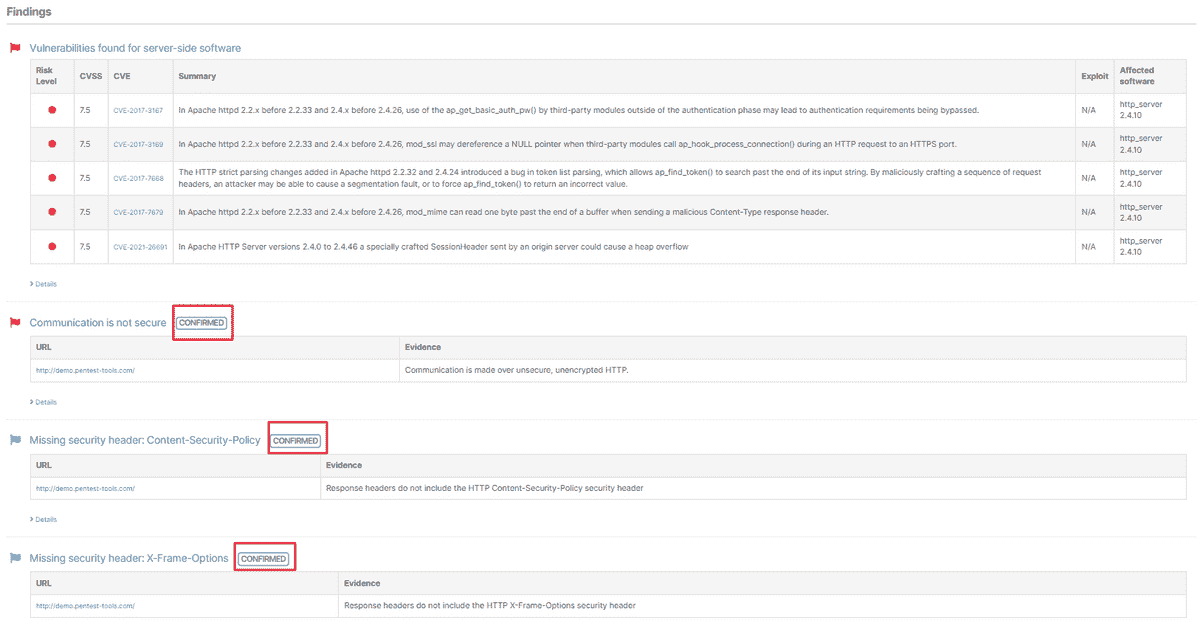 Findings
Vulnerabilities found for server-side software
Risk Level CVSS CVE Summary Exploit Affected software
7.5 CVE-2017-3167 In Apache httpd 2.2.x before 2.2.33 and 2.4.x before 2.4.26, use of the ap_get_basic_auth_pw() by third-party modules outside of the authentication phase may lead to authentication requirements being bypassed. N/A http_server 2.4.10
7.5 CVE-2017-3169 In Apache httpd 2.2.x before 2.2.33 and 2.4.x before 2.4.26, mod_ssl may dereference a NULL pointer when third-party modules call ap_hook_process_connection() during an HTTP request to an HTTPS port. N/A http_server 2.4.10
7.5 CVE-2017-7668 The HTTP strict parsing changes added in Apache httpd 2.2.32 and 2.4.24 introduced a bug in token list parsing, which allows ap_find_token() to search past the end of its input string. By maliciously crafting a sequence of request
headers, an attacker may be able to cause a segmentation fault, or to force ap_find_token() to return an incorrect value. N/A http_server 2.4.10
7.5 CVE-2017-7679 In Apache httpd 2.2.x before 2.2.33 and 2.4.x before 2.4.26, mod_mime can read one byte past the end of a buffer when sending a malicious Content-Type response header. N/A http_server 2.4.10
7.5 CVE-2021-26691 In Apache HTTP Server versions 2.4.0 to 2.4.46 a specially crafted SessionHeader sent by an origin server could cause a heap overflow N/A http_server 2.4.10
Details
Communication is not secure CONFIRMED
URL Evidence
http://demo.pentest-tools.com/ Communication is made over unsecure, unencrypted HTTP.
Details
Missing security header: Content-Security-Policy CONFIRMED
URL Evidence
http://demo.pentest-tools.com/ Response headers do not include the HTTP Content-Security-Policy security header
Details
Missing security header: X-Frame-Options CONFIRMED
URL Evidence
http://demo.pentest-tools.com/ Response headers do not include the HTTP X-Frame-Options security header